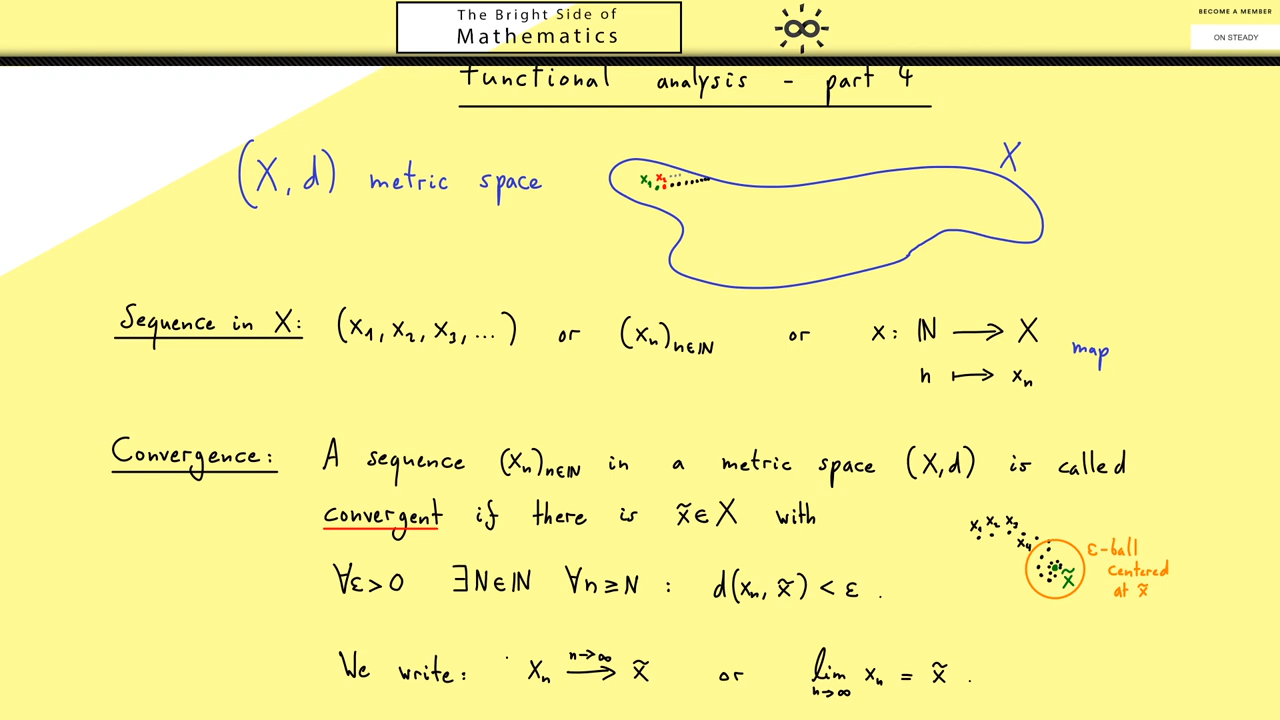 The Bright Side of
Mathematics
BECOME A MEMBER
ON STEADY
functional analysis - part 4
(X, d) metric space
X
x₁ x₂ ...
Sequence in X: (x₁, x₂, x₃, ...) or (xₙ)ₙ∈ℕ or x: ℕ ⟶ X
map
n ⟼ xₙ
Convergence: A sequence (xₙ)ₙ∈ℕ in a metric space (X,d) is called
convergent if there is x̃ ∈ X with
x₁ x₂ x₃
x₄
ε-ball
centered
at x̃
x̃
∀ε>0 ∃N∈ℕ ∀n≥N : d(xₙ, x̃) < ε .
We write: xₙ ⟶ x̃ (n→∞) or lim n→∞ xₙ = x̃ .